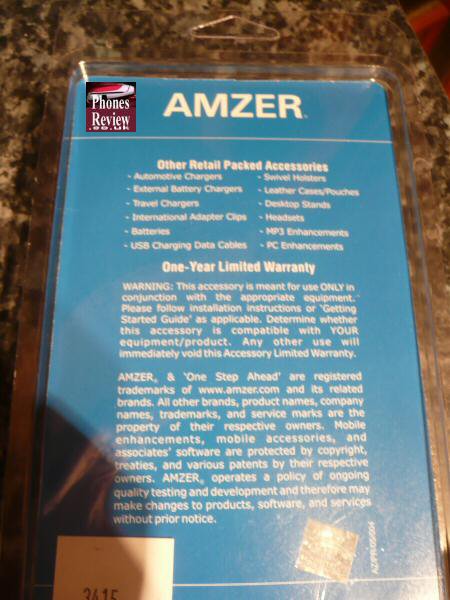 Phones
Review
.co.uk
AMZER®
Other Retail Packed Accessories
- Automotive Chargers
- External Battery Chargers
- Travel Chargers
- International Adapter Clips
- Batteries
- USB Charging Data Cables
- Swivel Holsters
- Leather Cases/Pouches
- Desktop Stands
- Headsets
- MP3 Enhancements
- PC Enhancements
One-Year Limited Warranty
WARNING: This accessory is meant for use ONLY in
conjunction with the appropriate equipment.
Please follow installation instructions or 'Getting
Started Guide' as applicable. Determine whether
this accessory is compatible with YOUR
equipment/product. Any other use will
immediately void this Accessory Limited Warranty.
AMZER® & 'One Step Ahead' are registered
trademarks of www.amzer.com and its related
brands. All other brands, product names, company
names, trademarks, and service marks are the
property of their respective owners. Mobile
enhancements, mobile accessories, and
associates' software are protected by copyright,
treaties, and various patents by their respective
owners. AMZER® operates a policy of ongoing
quality testing and development and therefore may
make changes to products, software, and services
without prior notice.
3615